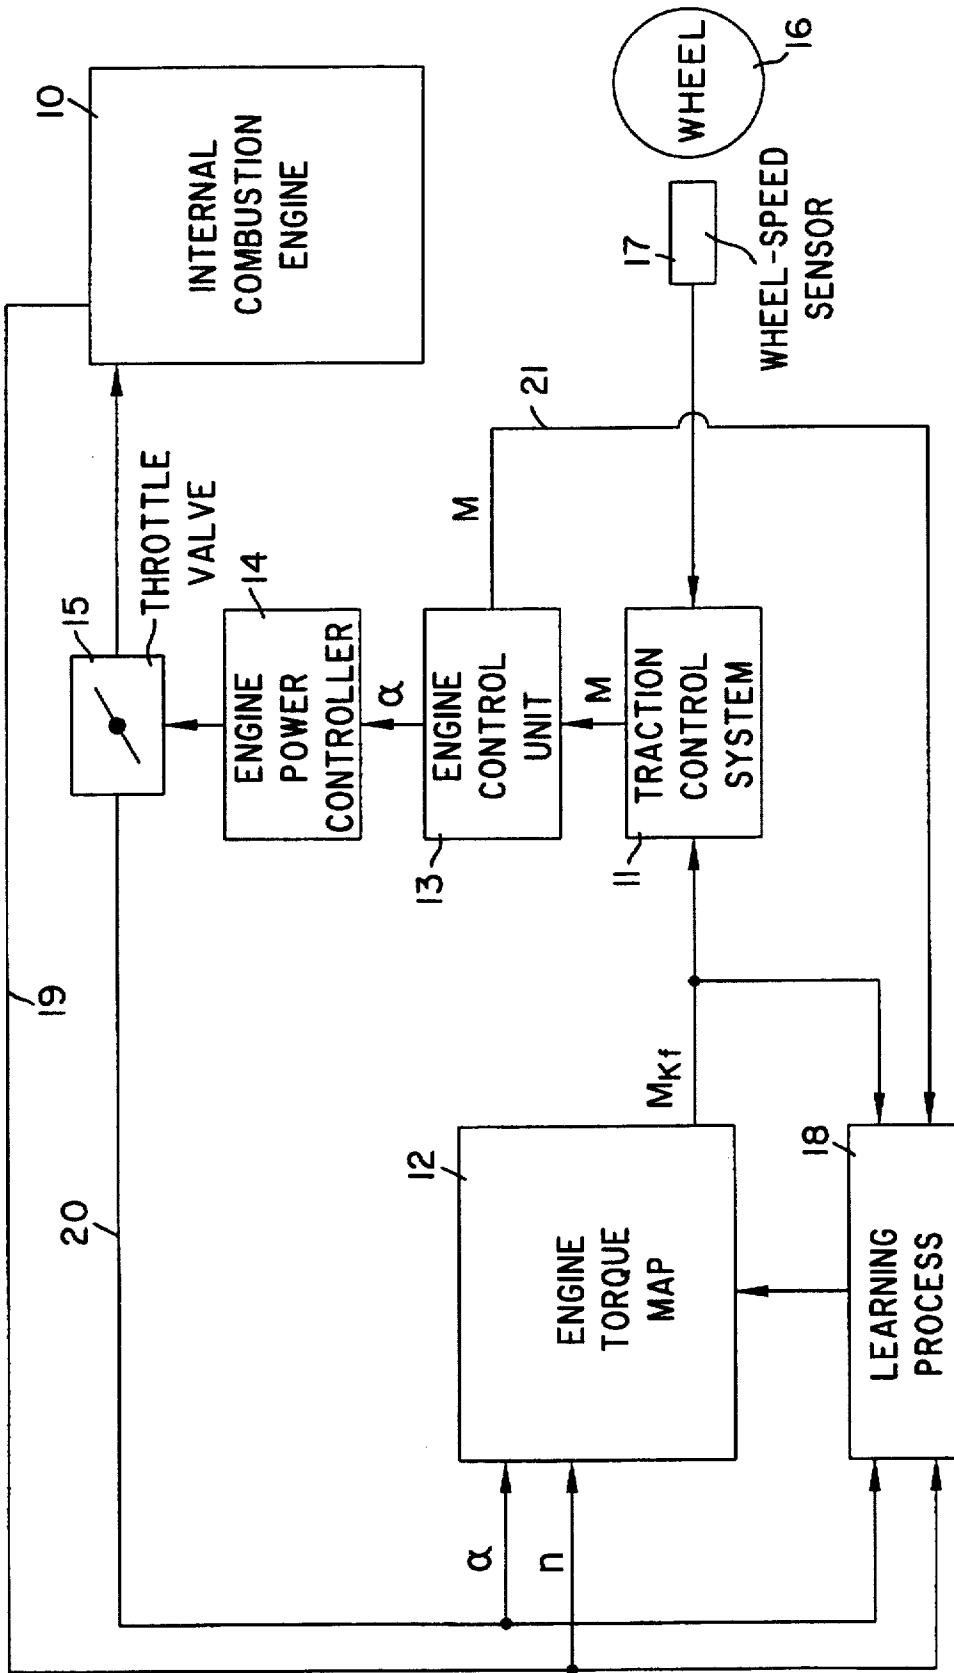 10
INTERNAL
COMBUSTION
ENGINE
15
THROTTLE
VALVE
14
ENGINE
POWER
CONTROLLER
α
13
ENGINE
CONTROL
UNIT
M
M
21
11
TRACTION
CONTROL
SYSTEM
17
WHEEL-SPEED
SENSOR
WHEEL
16
19
20
12
ENGINE
TORQUE
MAP
MKf
α
n
18
LEARNING
PROCESS